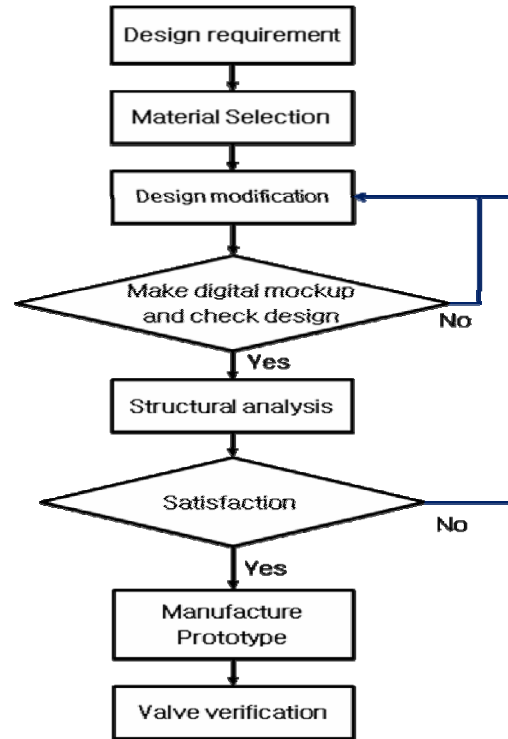 Design requirement
Material Selection
Design modification
Make digital mockup
and check design
No
Yes
Structural analysis
Satisfaction
No
Yes
Manufacture
Prototype
Valve verification